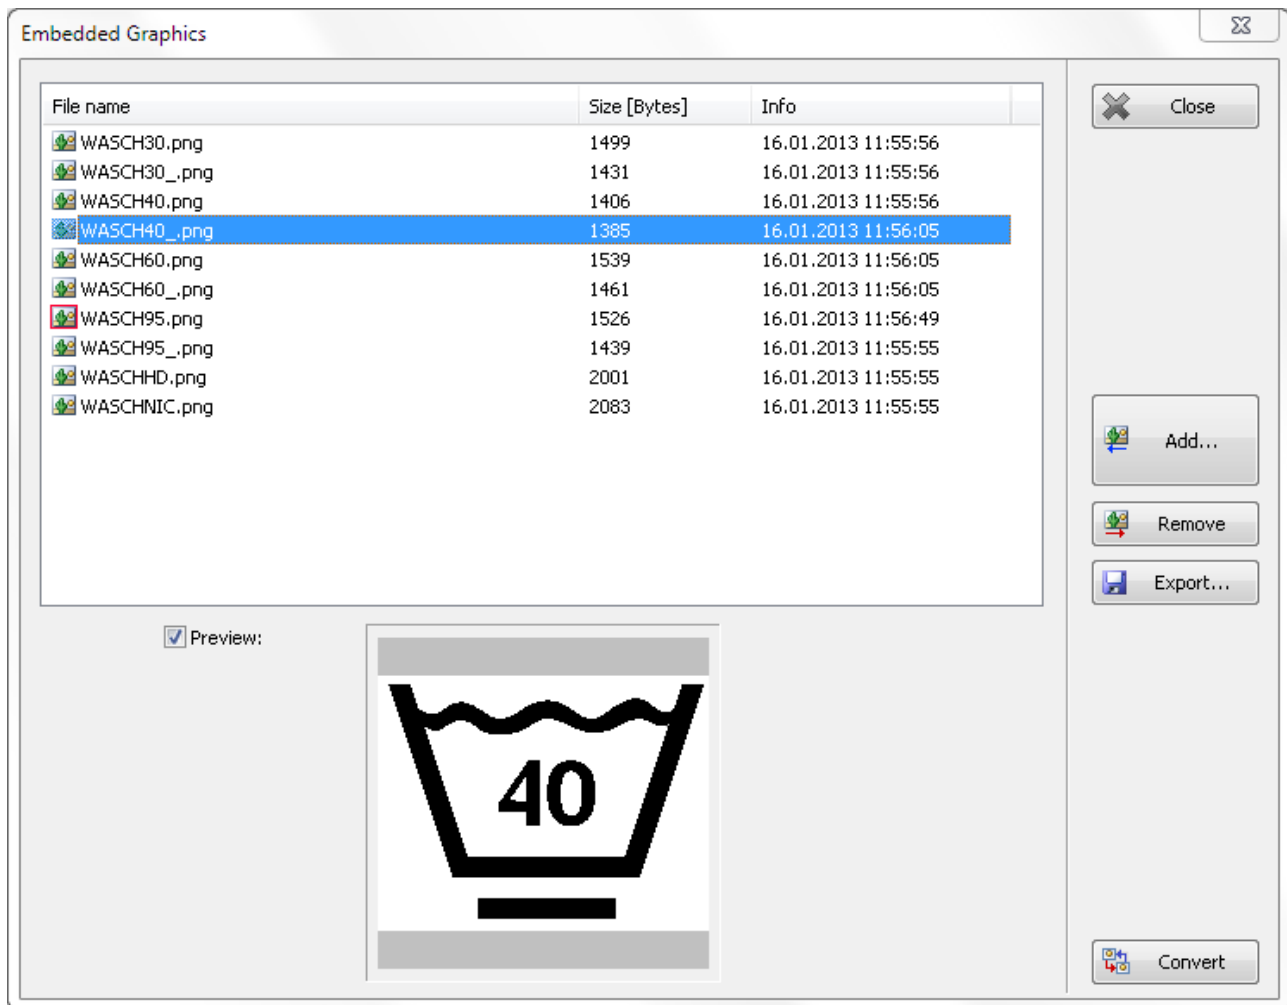 Embedded Graphics
File name Size [Bytes] Info
WASCH30.png 1499 16.01.2013 11:55:56
WASCH30_.png 1431 16.01.2013 11:55:56
WASCH40.png 1406 16.01.2013 11:55:56
WASCH40_.png 1385 16.01.2013 11:56:05
WASCH60.png 1539 16.01.2013 11:56:05
WASCH60_.png 1461 16.01.2013 11:56:05
WASCH95.png 1526 16.01.2013 11:56:49
WASCH95_.png 1439 16.01.2013 11:55:55
WASCHHD.png 2001 16.01.2013 11:55:55
WASCHNIC.png 2083 16.01.2013 11:55:55
Preview:
40
Close
Add...
Remove
Export...
Convert